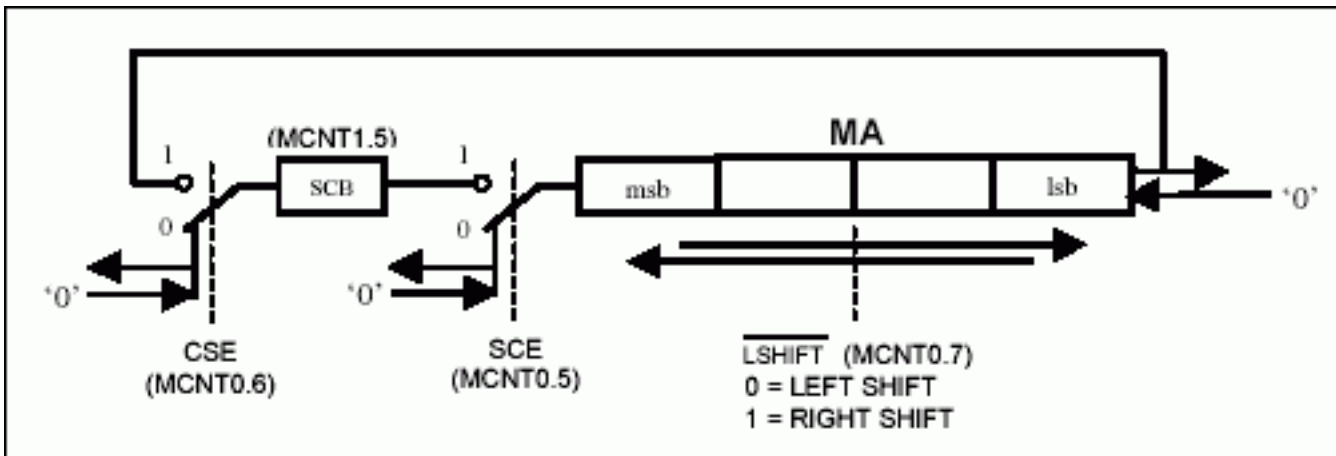 MA
(MCNT1.5)
1
SCB
1
msb
lsb
0
0
‘0’
‘0’
‘0’
CSE
(MCNT0.6)
SCE
(MCNT0.5)
LSHIFT (MCNT0.7)
0 = LEFT SHIFT
1 = RIGHT SHIFT